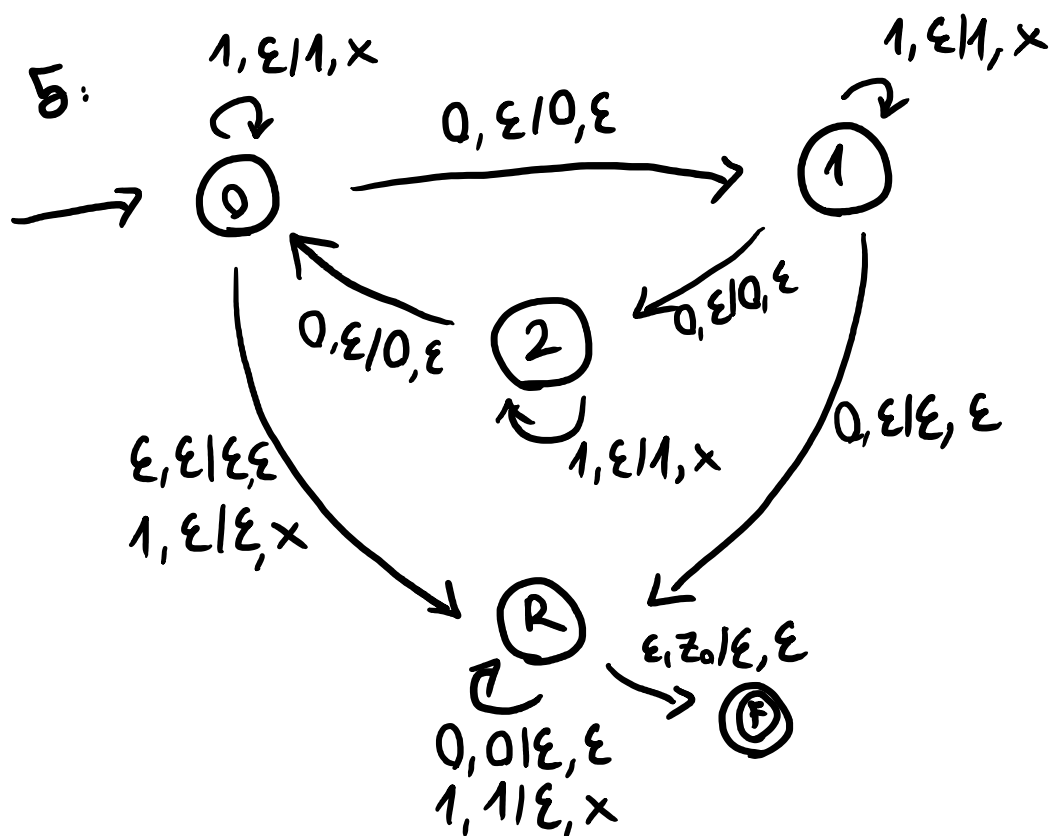 5:
1, ε/1, x
0, ε/0, ε
1, ε/1, x
0
1
0, ε/0, ε
2
0, ε/0, ε
1, ε/1, x
0, ε/ε, ε
ε, ε/ε, ε
1, ε/ε, x
R
ε, z₀/ε, ε
F
0, 0/ε, ε
1, 1/ε, x